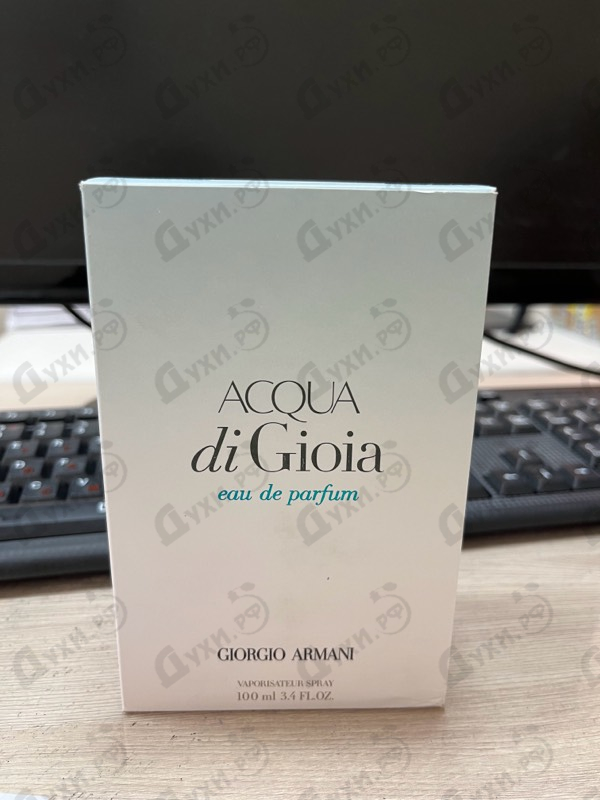 ACQUA
di Gioia
eau de parfum
GIORGIO ARMANI
VAPORISATEUR/SPRAY
100 ml 3.4 FL.OZ.
Духи.рф